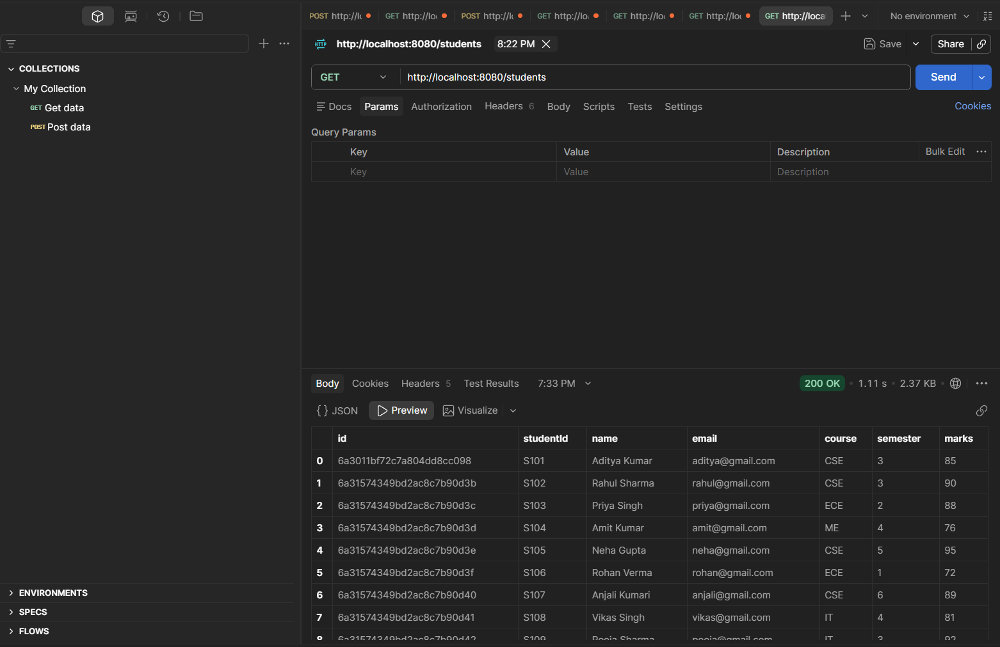 POST http://l
GET http://lo
POST http://l
GET http://lo
GET http://lo
GET http://lo
GET http://loca
No environment
HTTP http://localhost:8080/students 8:22 PM
Save
Share
COLLECTIONS
My Collection
GET Get data
POST Post data
GET http://localhost:8080/students
Send
Docs Params Authorization Headers 6 Body Scripts Tests Settings Cookies
Query Params
Key Value Description Bulk Edit
Key Value Description
Body Cookies Headers 5 Test Results 7:33 PM 200 OK 1.11 s 2.37 KB
{} JSON Preview Visualize
id studentId name email course semester marks
0 6a3011bf72c7a804dd8cc098 S101 Aditya Kumar aditya@gmail.com CSE 3 85
1 6a31574349bd2ac8c7b90d3b S102 Rahul Sharma rahul@gmail.com CSE 3 90
2 6a31574349bd2ac8c7b90d3c S103 Priya Singh priya@gmail.com ECE 2 88
3 6a31574349bd2ac8c7b90d3d S104 Amit Kumar amit@gmail.com ME 4 76
4 6a31574349bd2ac8c7b90d3e S105 Neha Gupta neha@gmail.com CSE 5 95
5 6a31574349bd2ac8c7b90d3f S106 Rohan Verma rohan@gmail.com ECE 1 72
6 6a31574349bd2ac8c7b90d40 S107 Anjali Kumari anjali@gmail.com CSE 6 89
7 6a31574349bd2ac8c7b90d41 S108 Vikas Singh vikas@gmail.com IT 4 81
8 6a31574349bd2ac8c7b90d42 S109 Pooja Sharma pooja@gmail.com IT 3 92
ENVIRONMENTS
SPECS
FLOWS